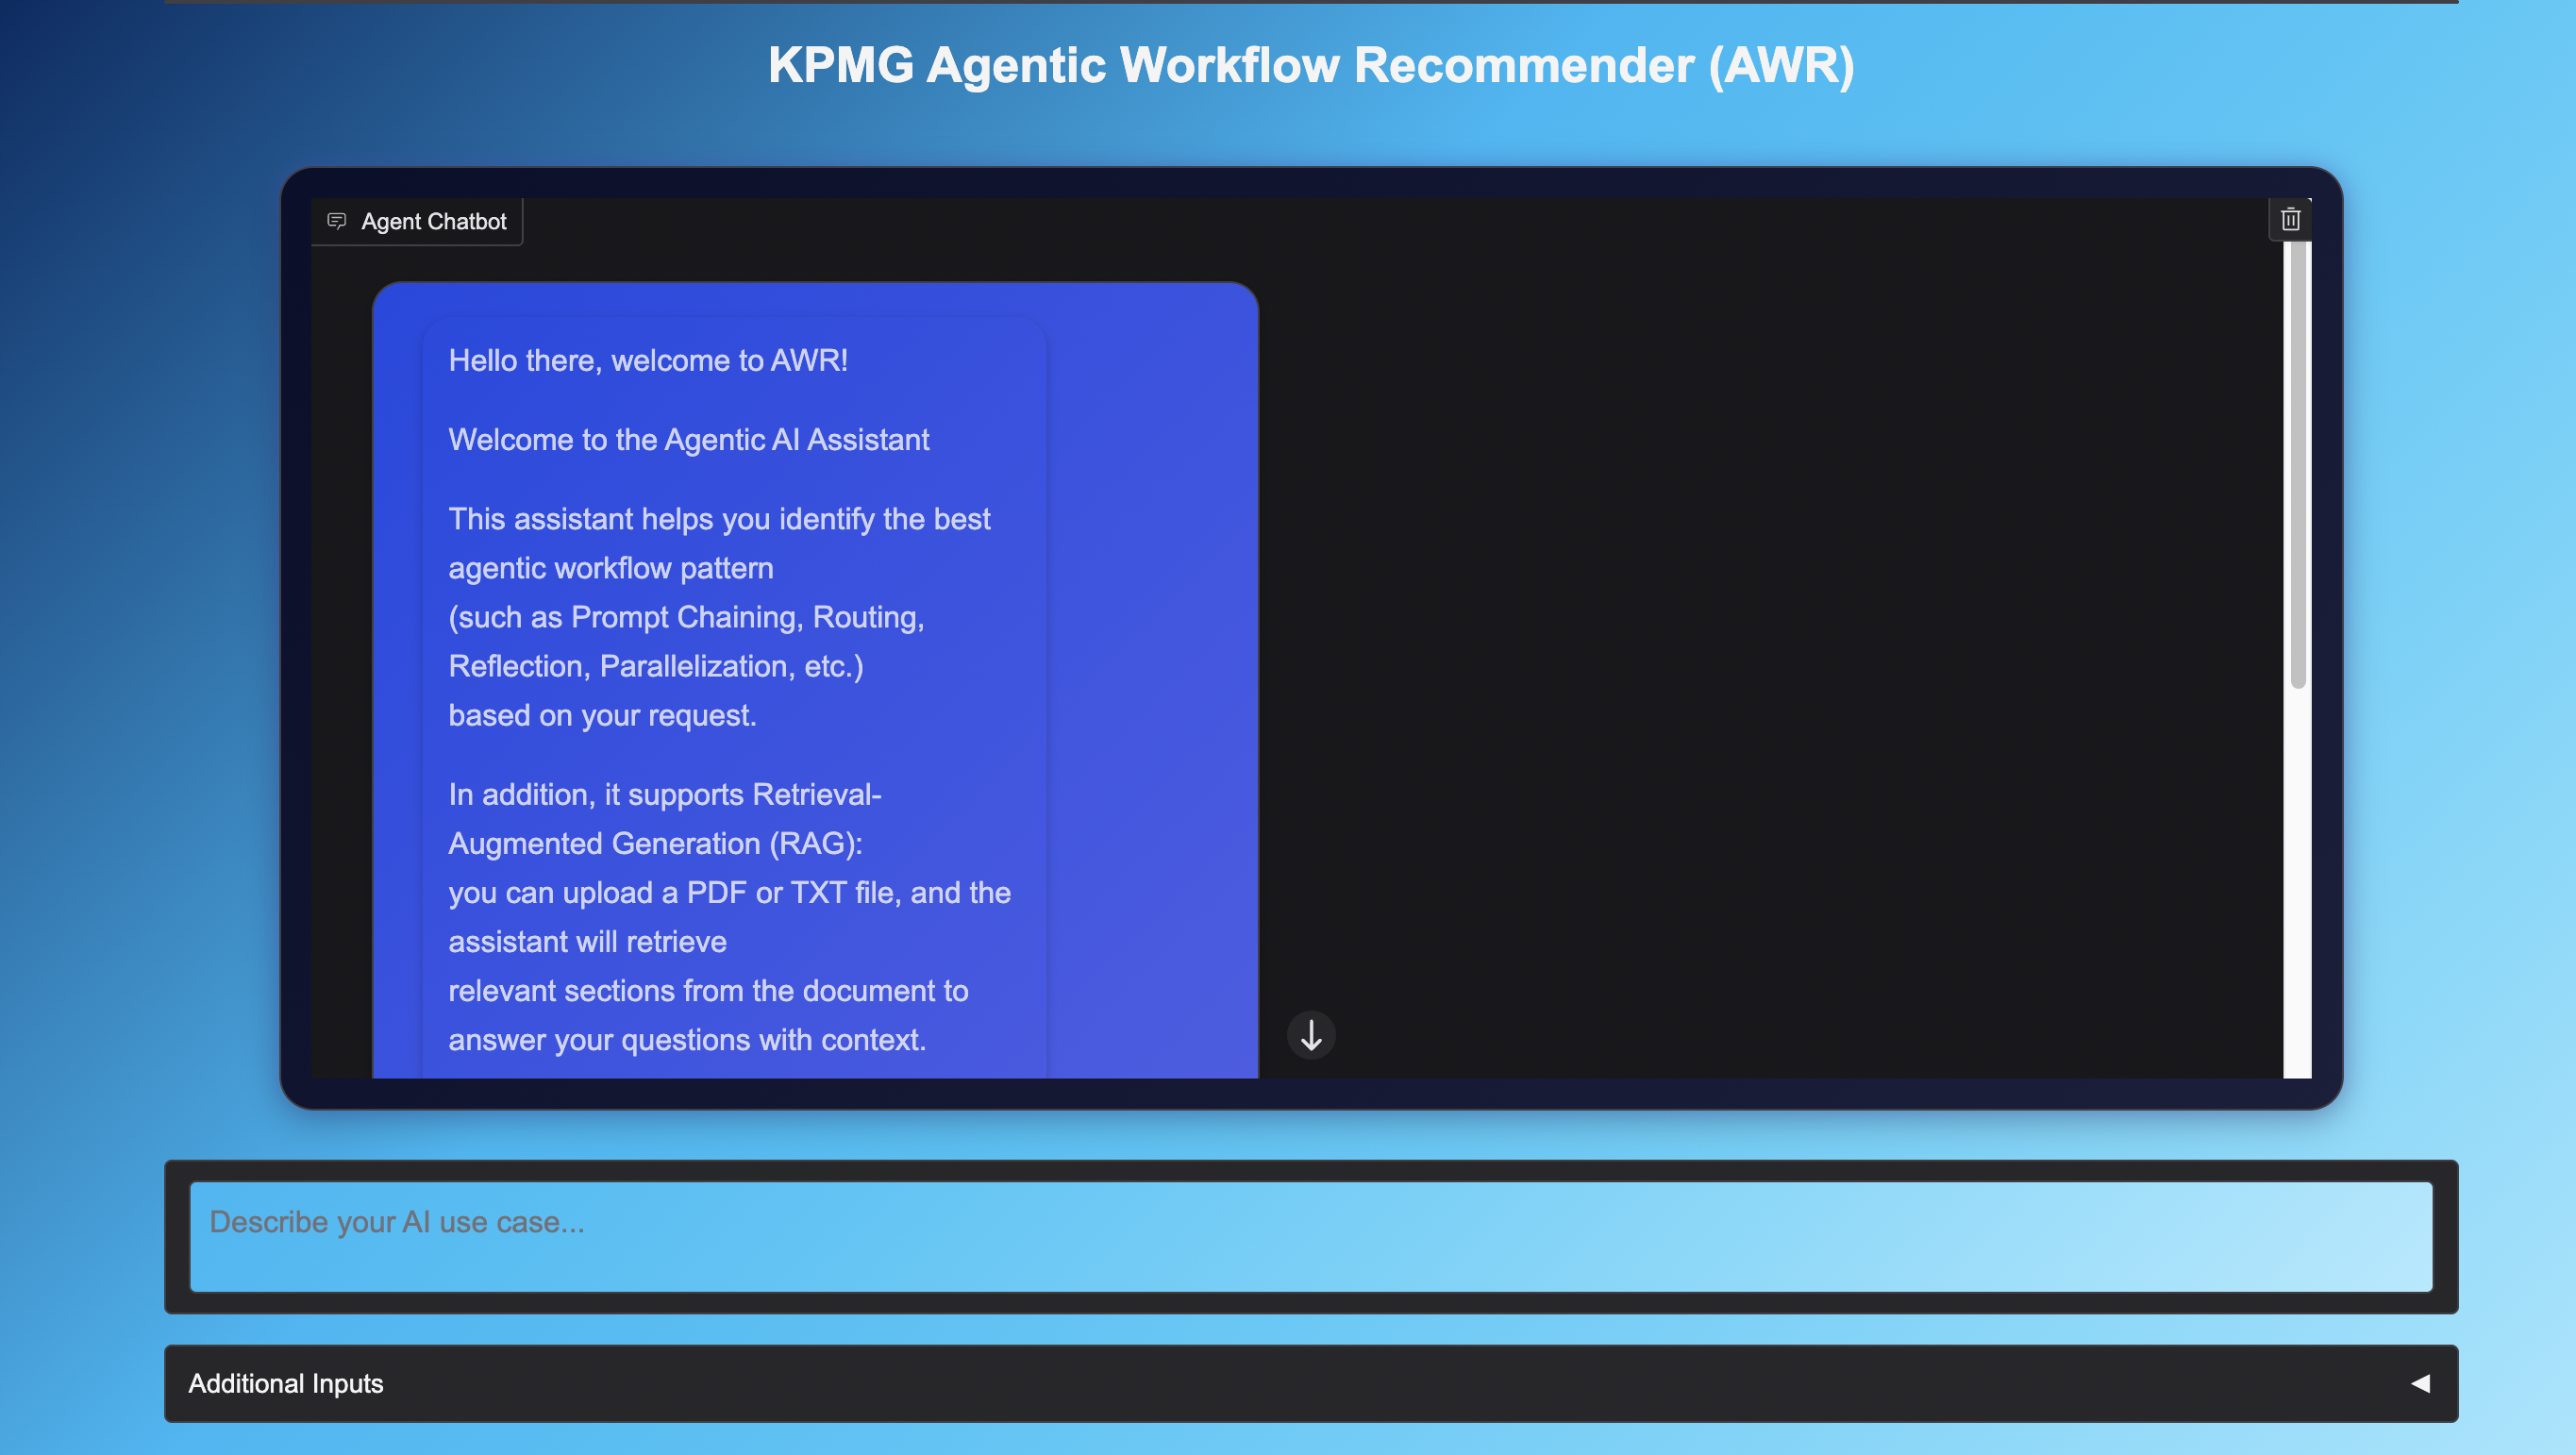 KPMG Agentic Workflow Recommender (AWR)
Agent Chatbot
Hello there, welcome to AWR!
Welcome to the Agentic AI Assistant
This assistant helps you identify the best
agentic workflow pattern
(such as Prompt Chaining, Routing,
Reflection, Parallelization, etc.)
based on your request.
In addition, it supports Retrieval-
Augmented Generation (RAG):
you can upload a PDF or TXT file, and the
assistant will retrieve
relevant sections from the document to
answer your questions with context.
Describe your AI use case...
Additional Inputs